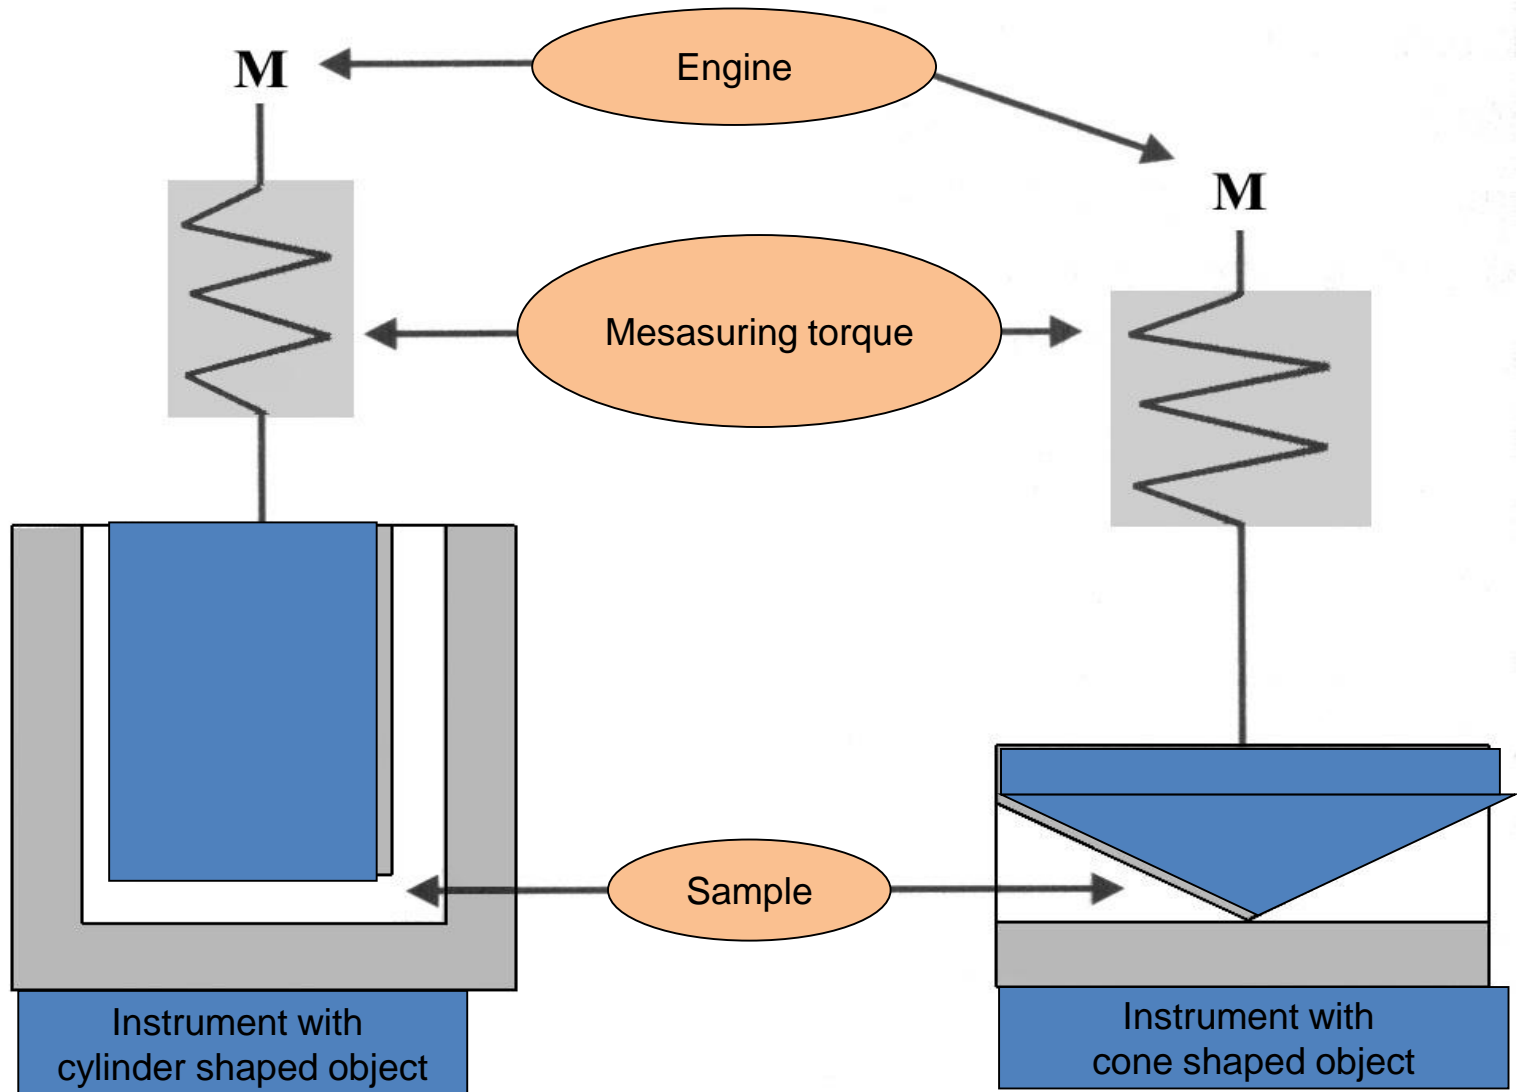 Engine
M
M
Mesasuring torque
Sample
Instrument with
cylinder shaped object
Instrument with
cone shaped object